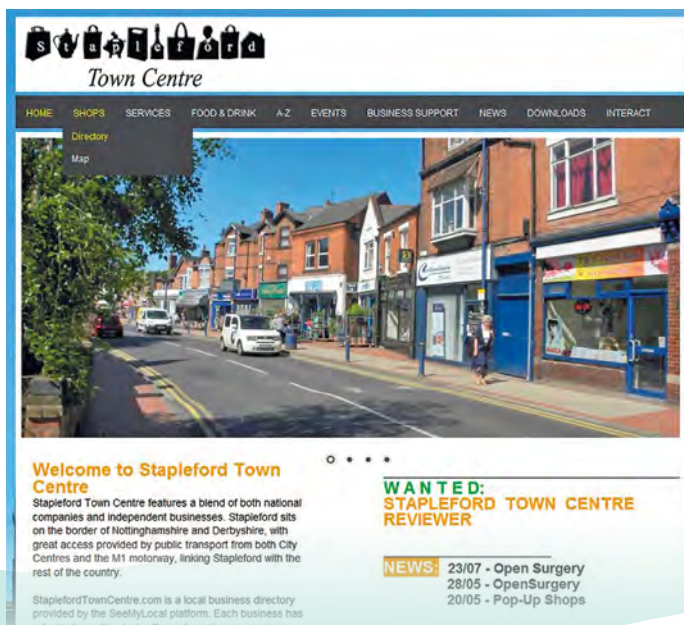 Stapleford
Town Centre
HOME SHOPS SERVICES FOOD & DRINK A-Z EVENTS BUSINESS SUPPORT NEWS DOWNLOADS INTERACT
Directory
Map
Welcome to Stapleford Town
Centre
Stapleford Town Centre features a blend of both national
companies and independent businesses. Stapleford sits
on the border of Nottinghamshire and Derbyshire, with
great access provided by public transport from both City
Centres and the M1 motorway, linking Stapleford with the
rest of the country.
StaplefordTownCentre.com is a local business directory
provided by the SeeMyLocal platform. Each business has
WANTED:
STAPLEFORD TOWN CENTRE
REVIEWER
NEWS: 23/07 - Open Surgery
28/05 - OpenSurgery
20/05 - Pop-Up Shops